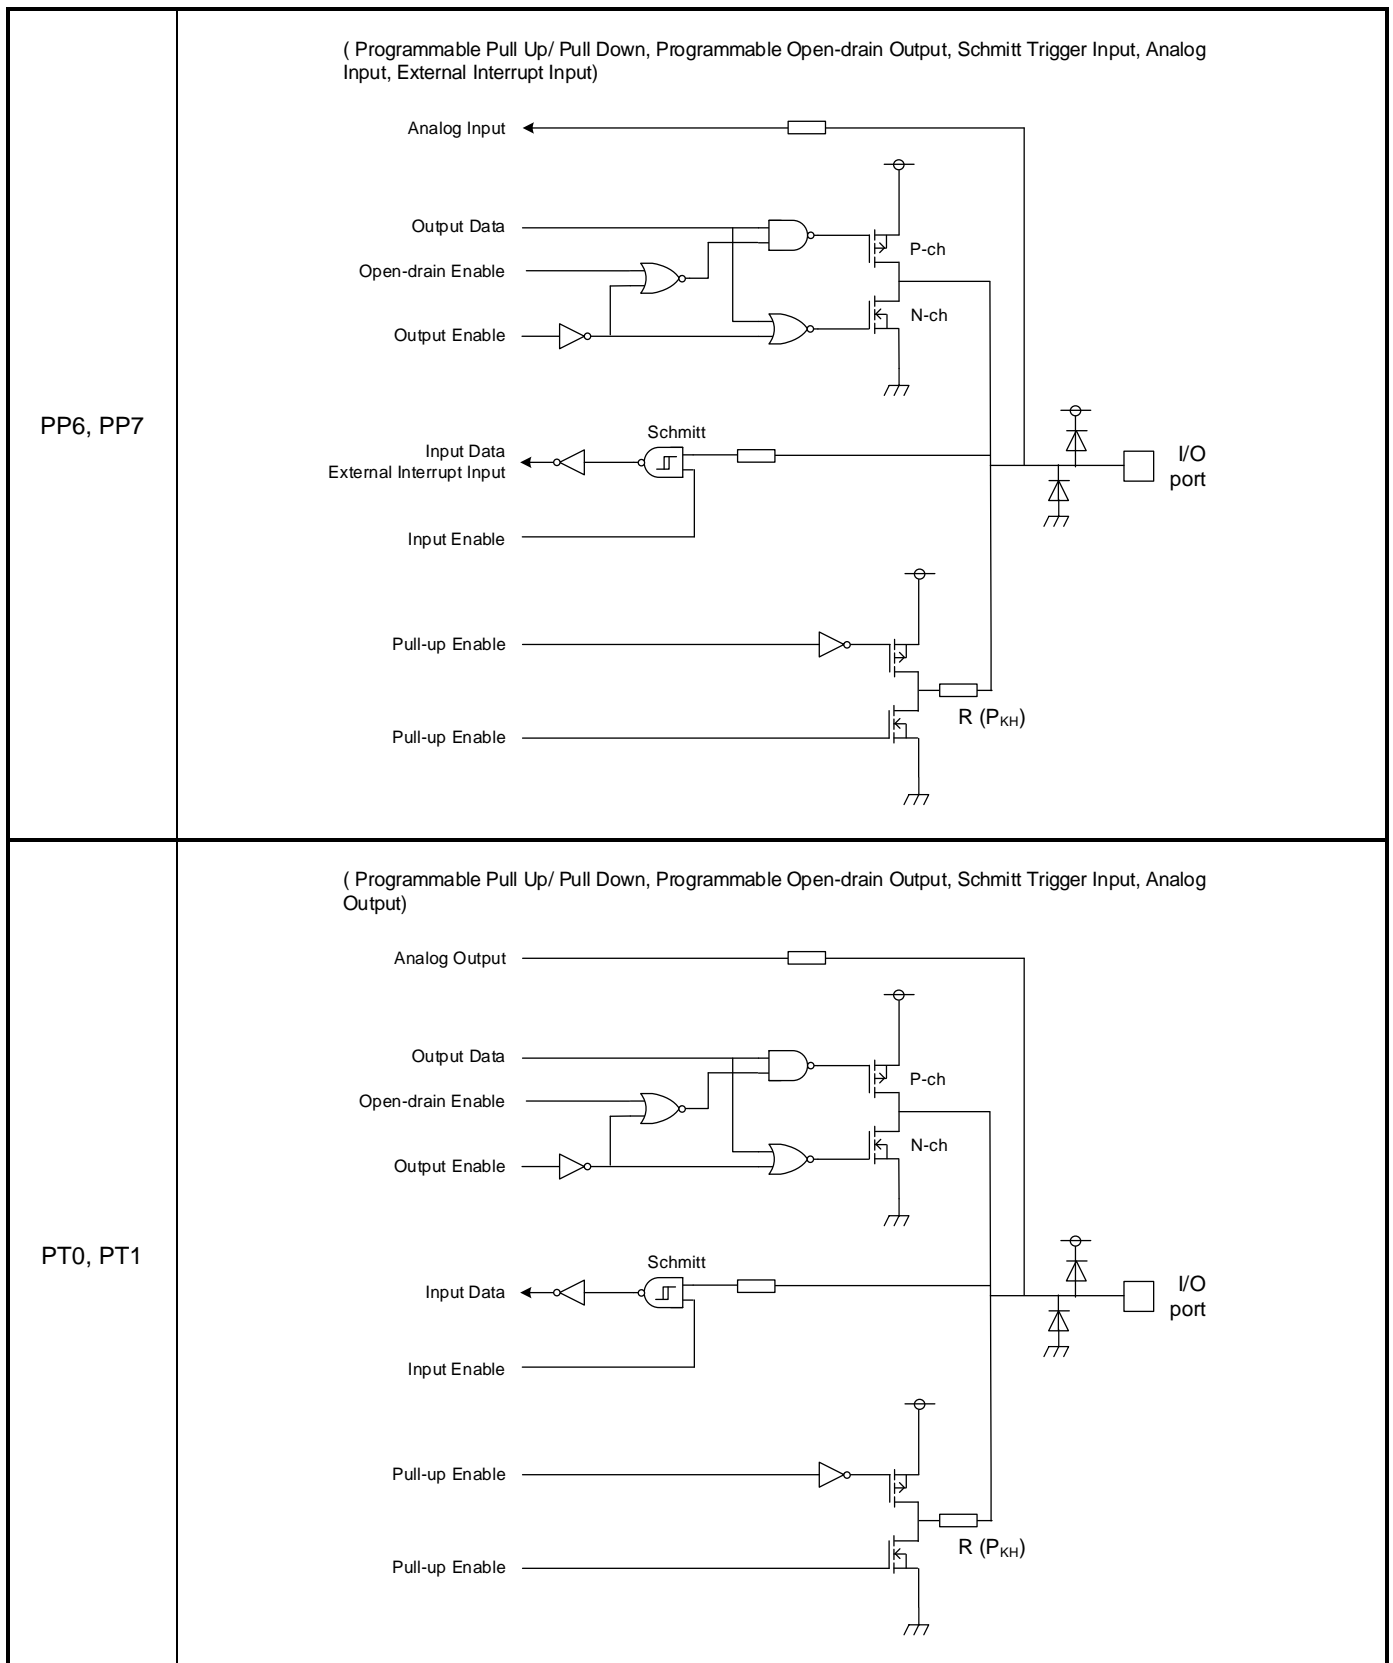 PP6, PP7
( Programmable Pull Up/ Pull Down, Programmable Open-drain Output, Schmitt Trigger Input, Analog
Input, External Interrupt Input)
Analog Input
Output Data
P-ch
Open-drain Enable
N-ch
Output Enable
Schmitt
Input Data
External Interrupt Input
I/O
port
Input Enable
Pull-up Enable
R (PKH)
Pull-up Enable
PT0, PT1
( Programmable Pull Up/ Pull Down, Programmable Open-drain Output, Schmitt Trigger Input, Analog
Output)
Analog Output
Output Data
P-ch
Open-drain Enable
N-ch
Output Enable
Schmitt
Input Data
I/O
port
Input Enable
Pull-up Enable
R (PKH)
Pull-up Enable